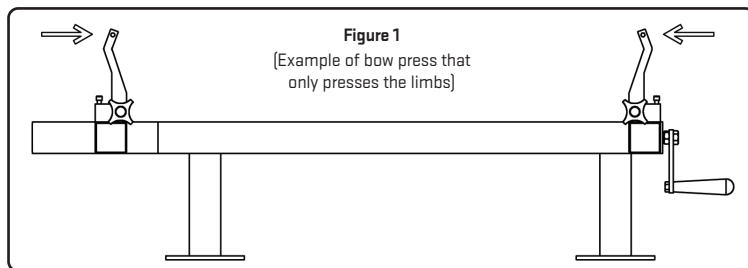 Figure 1
(Example of bow press that
only presses the limbs)